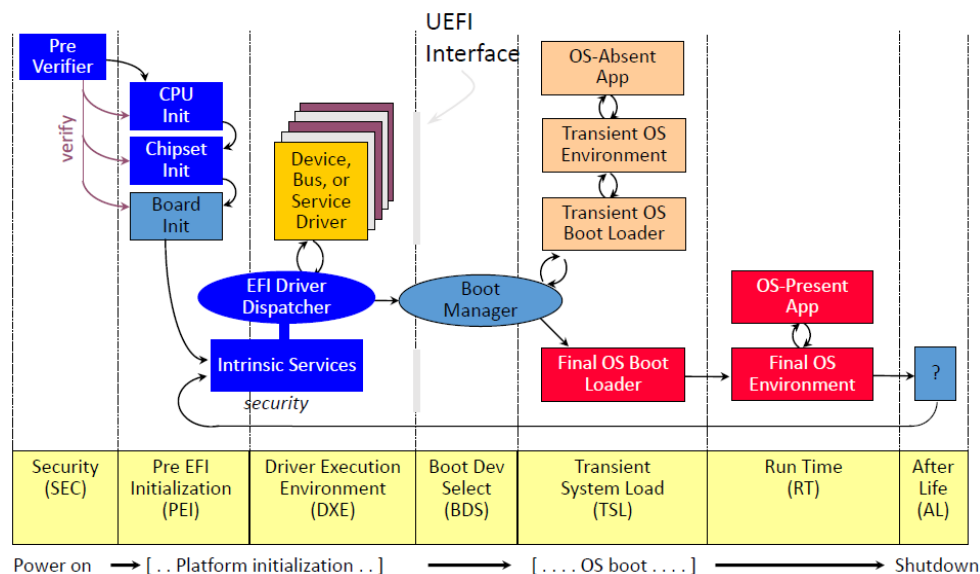 UEFI
Interface
Pre
Verifier
verify
CPU
Init
Chipset
Init
Board
Init
Device,
Bus, or
Service
Driver
EFI Driver
Dispatcher
Intrinsic Services
security
Boot
Manager
OS-Absent
App
Transient OS
Environment
Transient OS
Boot Loader
Final OS Boot
Loader
OS-Present
App
Final OS
Environment
?
Security
(SEC)
Pre EFI
Initialization
(PEI)
Driver Execution
Environment
(DXE)
Boot Dev
Select
(BDS)
Transient
System Load
(TSL)
Run Time
(RT)
After
Life
(AL)
Power on
[ . . Platform initialization . . ]
[ . . . . OS boot . . . . ]
Shutdown